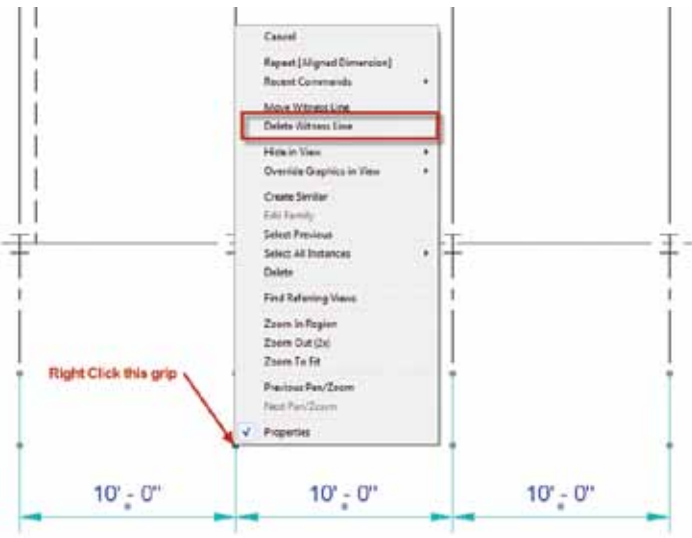 Cancel
Repeat [Aligned Dimension]
Recent Commands
Move Witness Line
Delete Witness Line
Hide in View
Override Graphics in View
Create Similar
Edit Family
Select Previous
Select All Instances
Delete
Find Referring Views
Zoom In Region
Zoom Out (2x)
Zoom To Fit
Previous Pan/Zoom
Next Pan/Zoom
Properties
Right Click this grip
10' - 0"
10' - 0"
10' - 0"